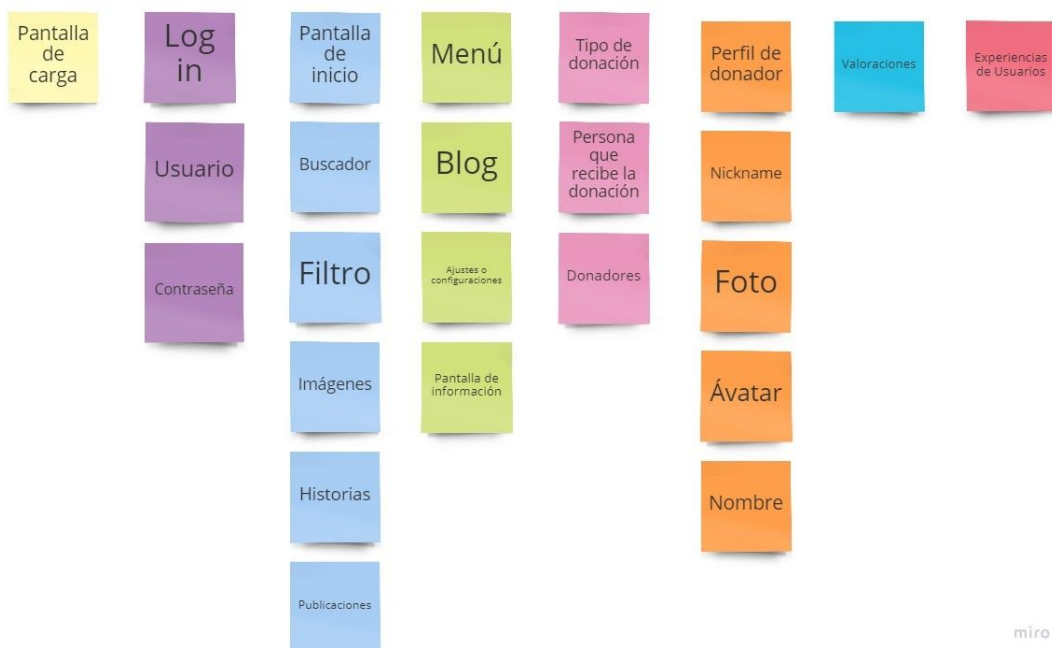 Pantalla
de
carga
Log
in
Usuario
Contraseña
Pantalla
de
inicio
Buscador
Filtro
Imágenes
Historias
Publicaciones
Menú
Blog
Ajustes o
configuraciones
Pantalla de
información
Tipo de
donación
Persona
que
recibe la
donación
Donadores
Perfil de
donador
Nickname
Foto
Ávatar
Nombre
Valoraciones
Experiencias
de Usuarios
miro